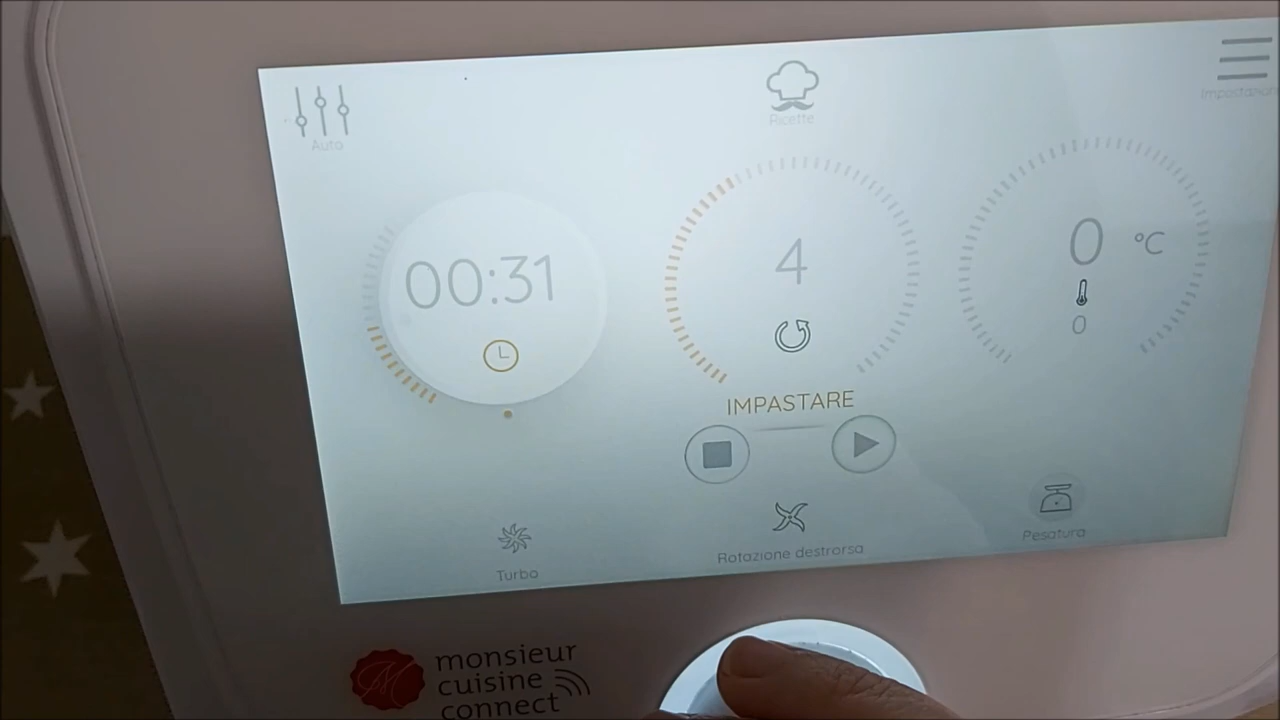 Auto
Ricette
Impostazioni
00:31
4
0 °C
0
IMPASTARE
Turbo
Rotazione destrorsa
Pesatura
monsieur
cuisine
connect